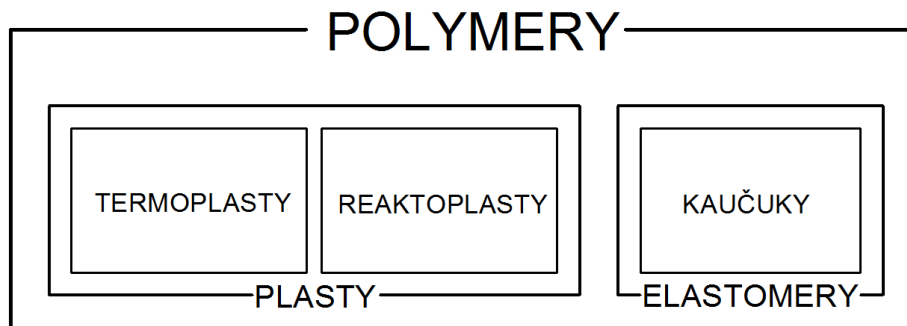 POLYMERY
TERMOPLASTY
REAKTOPLASTY
KAUČUKY
PLASTY
ELASTOMERY